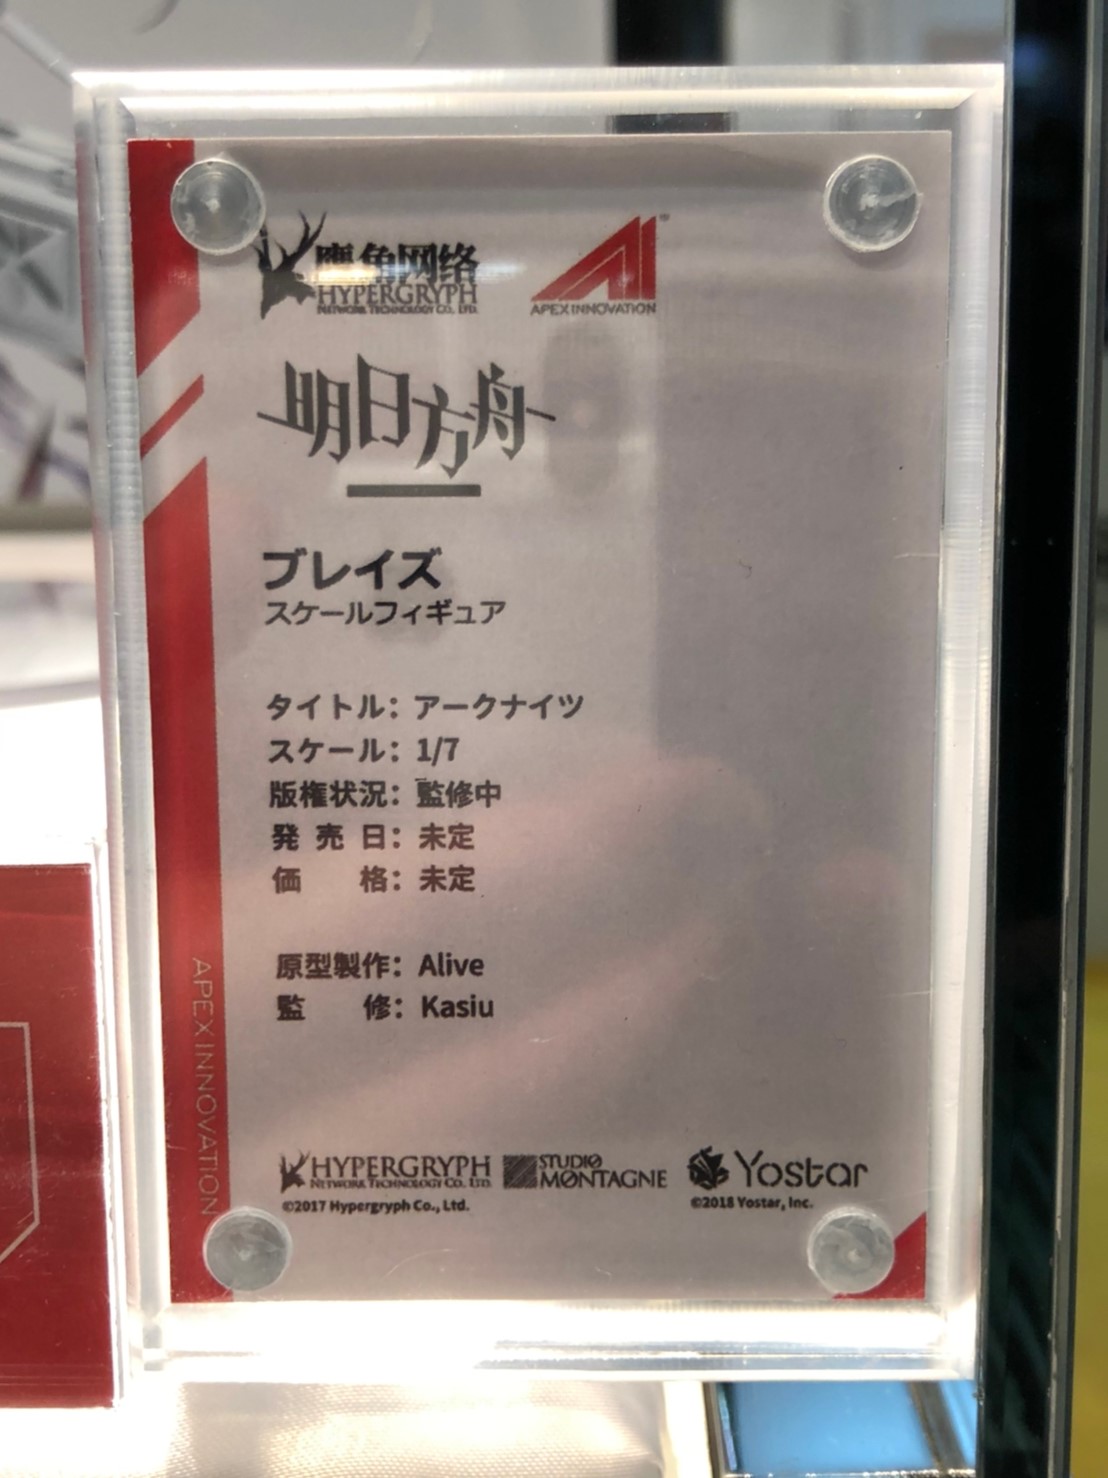 鹰角网络
HYPERGRYPH
NETWORK TECHNOLOGY CO., LTD.
APEX INNOVATION
明日方舟
ブレイズ
スケールフィギュア
タイトル：アークナイツ
スケール：1/7
版権状況：監修中
発売日：未定
価格：未定
原型製作：Alive
監修：Kasiu
APEX INNOVATION
HYPERGRYPH
NETWORK TECHNOLOGY CO., LTD.
©2017 Hypergryph Co., Ltd.
STUDIO
MONTAGNE
Yostar
©2018 Yostar, Inc.